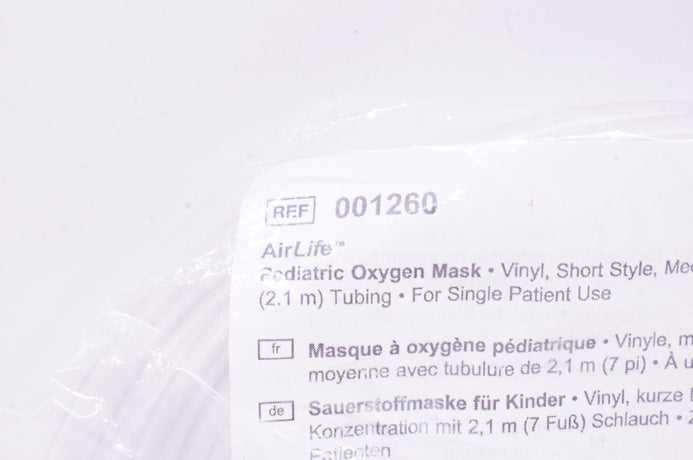 REF 001260
AirLife™
Pediatric Oxygen Mask • Vinyl, Short Style, Me
(2.1 m) Tubing • For Single Patient Use
fr Masque à oxygène pédiatrique • Vinyle, m
moyenne avec tubulure de 2,1 m (7 pi) • À u
de Sauerstoffmaske für Kinder • Vinyl, kurze
Konzentration mit 2,1 m (7 Fuß) Schlauch •
Patienten